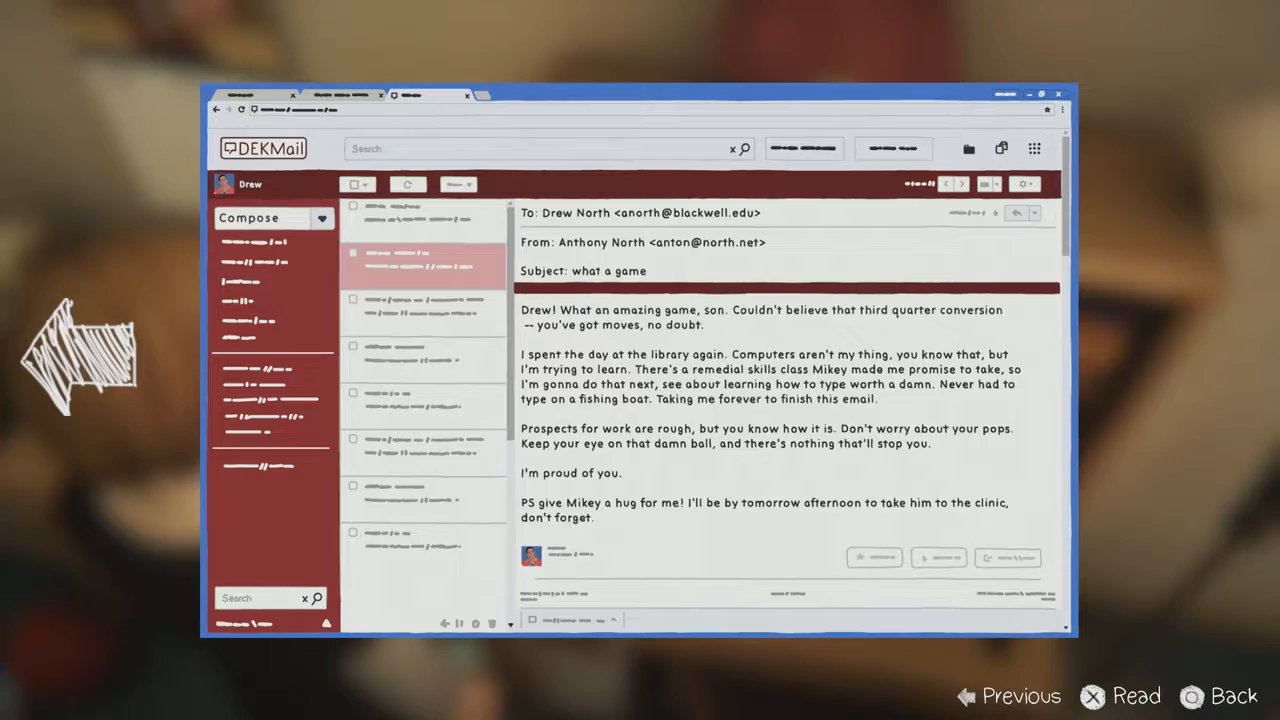 DEKMail
Search
Drew
Compose
To: Drew North <anorth@blackwell.edu>
From: Anthony North <anton@north.net>
Subject: what a game
Drew! What an amazing game, son. Couldn't believe that third quarter conversion
-- you've got moves, no doubt.
I spent the day at the library again. Computers aren't my thing, you know that, but
I'm trying to learn. There's a remedial skills class Mikey made me promise to take, so
I'm gonna do that next, see about learning how to type worth a damn. Never had to
type on a fishing boat. Taking me forever to finish this email.
Prospects for work are rough, but you know how it is. Don't worry about your pops.
Keep your eye on that damn ball, and there's nothing that'll stop you.
I'm proud of you.
PS give Mikey a hug for me! I'll be by tomorrow afternoon to take him to the clinic,
don't forget.
Search
Previous
Read
Back